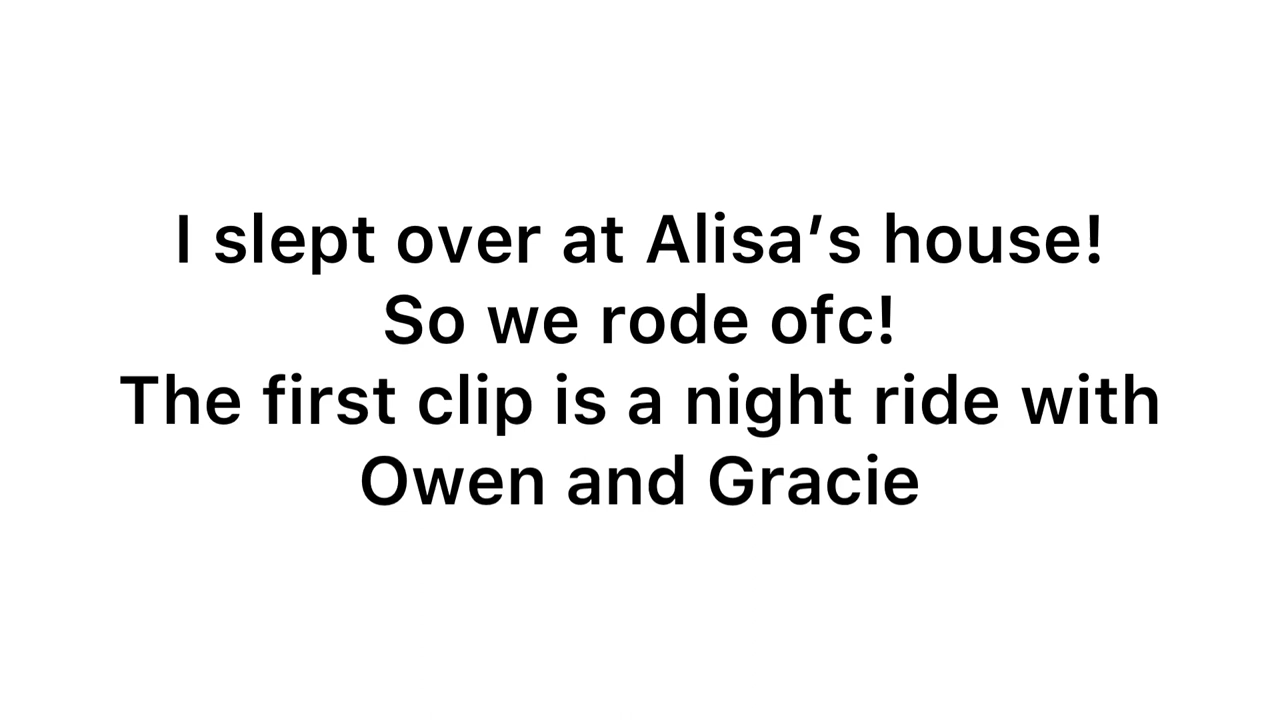 I slept over at Alisa’s house!
So we rode ofc!
The first clip is a night ride with
Owen and Gracie